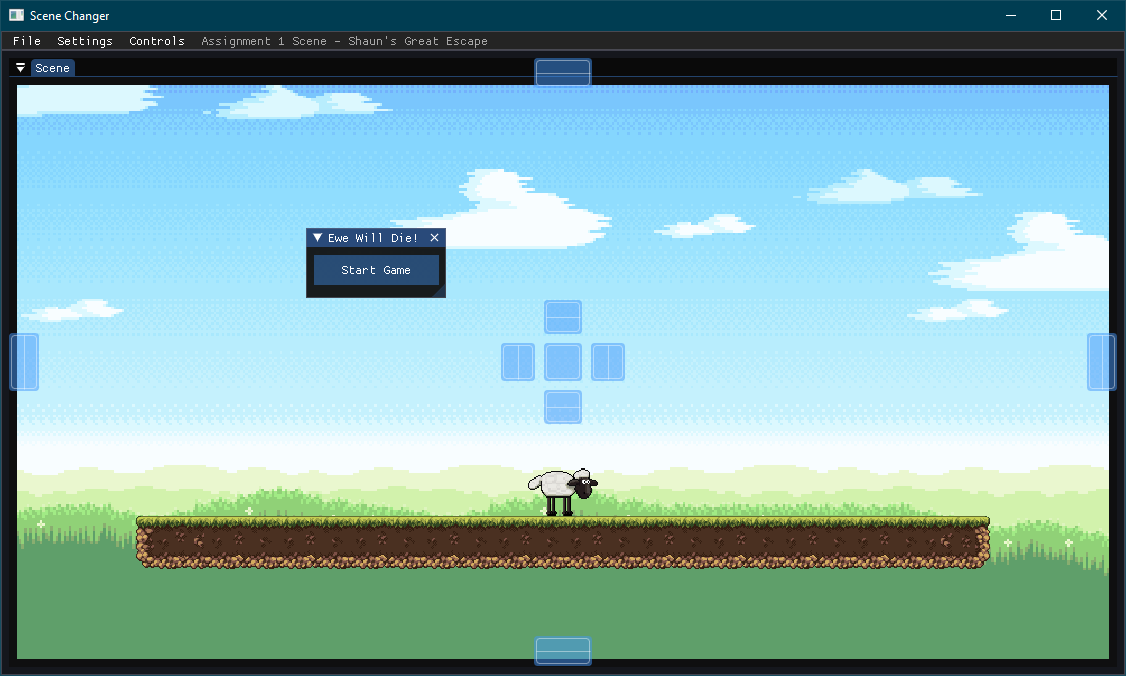 Scene Changer
File Settings Controls Assignment 1 Scene - Shaun's Great Escape
Scene
Ewe Will Die!
Start Game